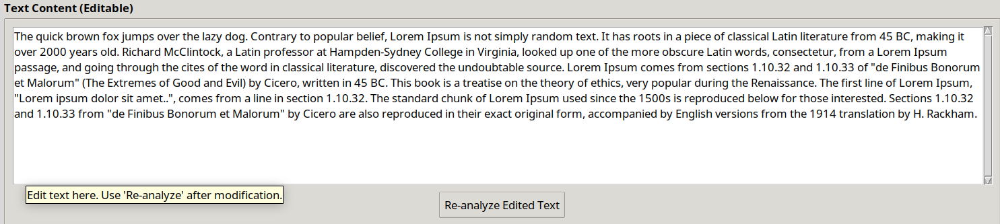 Text Content (Editable)
The quick brown fox jumps over the lazy dog. Contrary to popular belief, Lorem Ipsum is not simply random text. It has roots in a piece of classical Latin literature from 45 BC, making it
over 2000 years old. Richard McClintock, a Latin professor at Hampden-Sydney College in Virginia, looked up one of the more obscure Latin words, consectetur, from a Lorem Ipsum
passage, and going through the cites of the word in classical literature, discovered the undoubtable source. Lorem Ipsum comes from sections 1.10.32 and 1.10.33 of "de Finibus Bonorum
et Malorum" (The Extremes of Good and Evil) by Cicero, written in 45 BC. This book is a treatise on the theory of ethics, very popular during the Renaissance. The first line of Lorem Ipsum,
"Lorem ipsum dolor sit amet..", comes from a line in section 1.10.32. The standard chunk of Lorem Ipsum used since the 1500s is reproduced below for those interested. Sections 1.10.32
and 1.10.33 from "de Finibus Bonorum et Malorum" by Cicero are also reproduced in their exact original form, accompanied by English versions from the 1914 translation by H. Rackham.
Edit text here. Use 'Re-analyze' after modification.
Re-analyze Edited Text